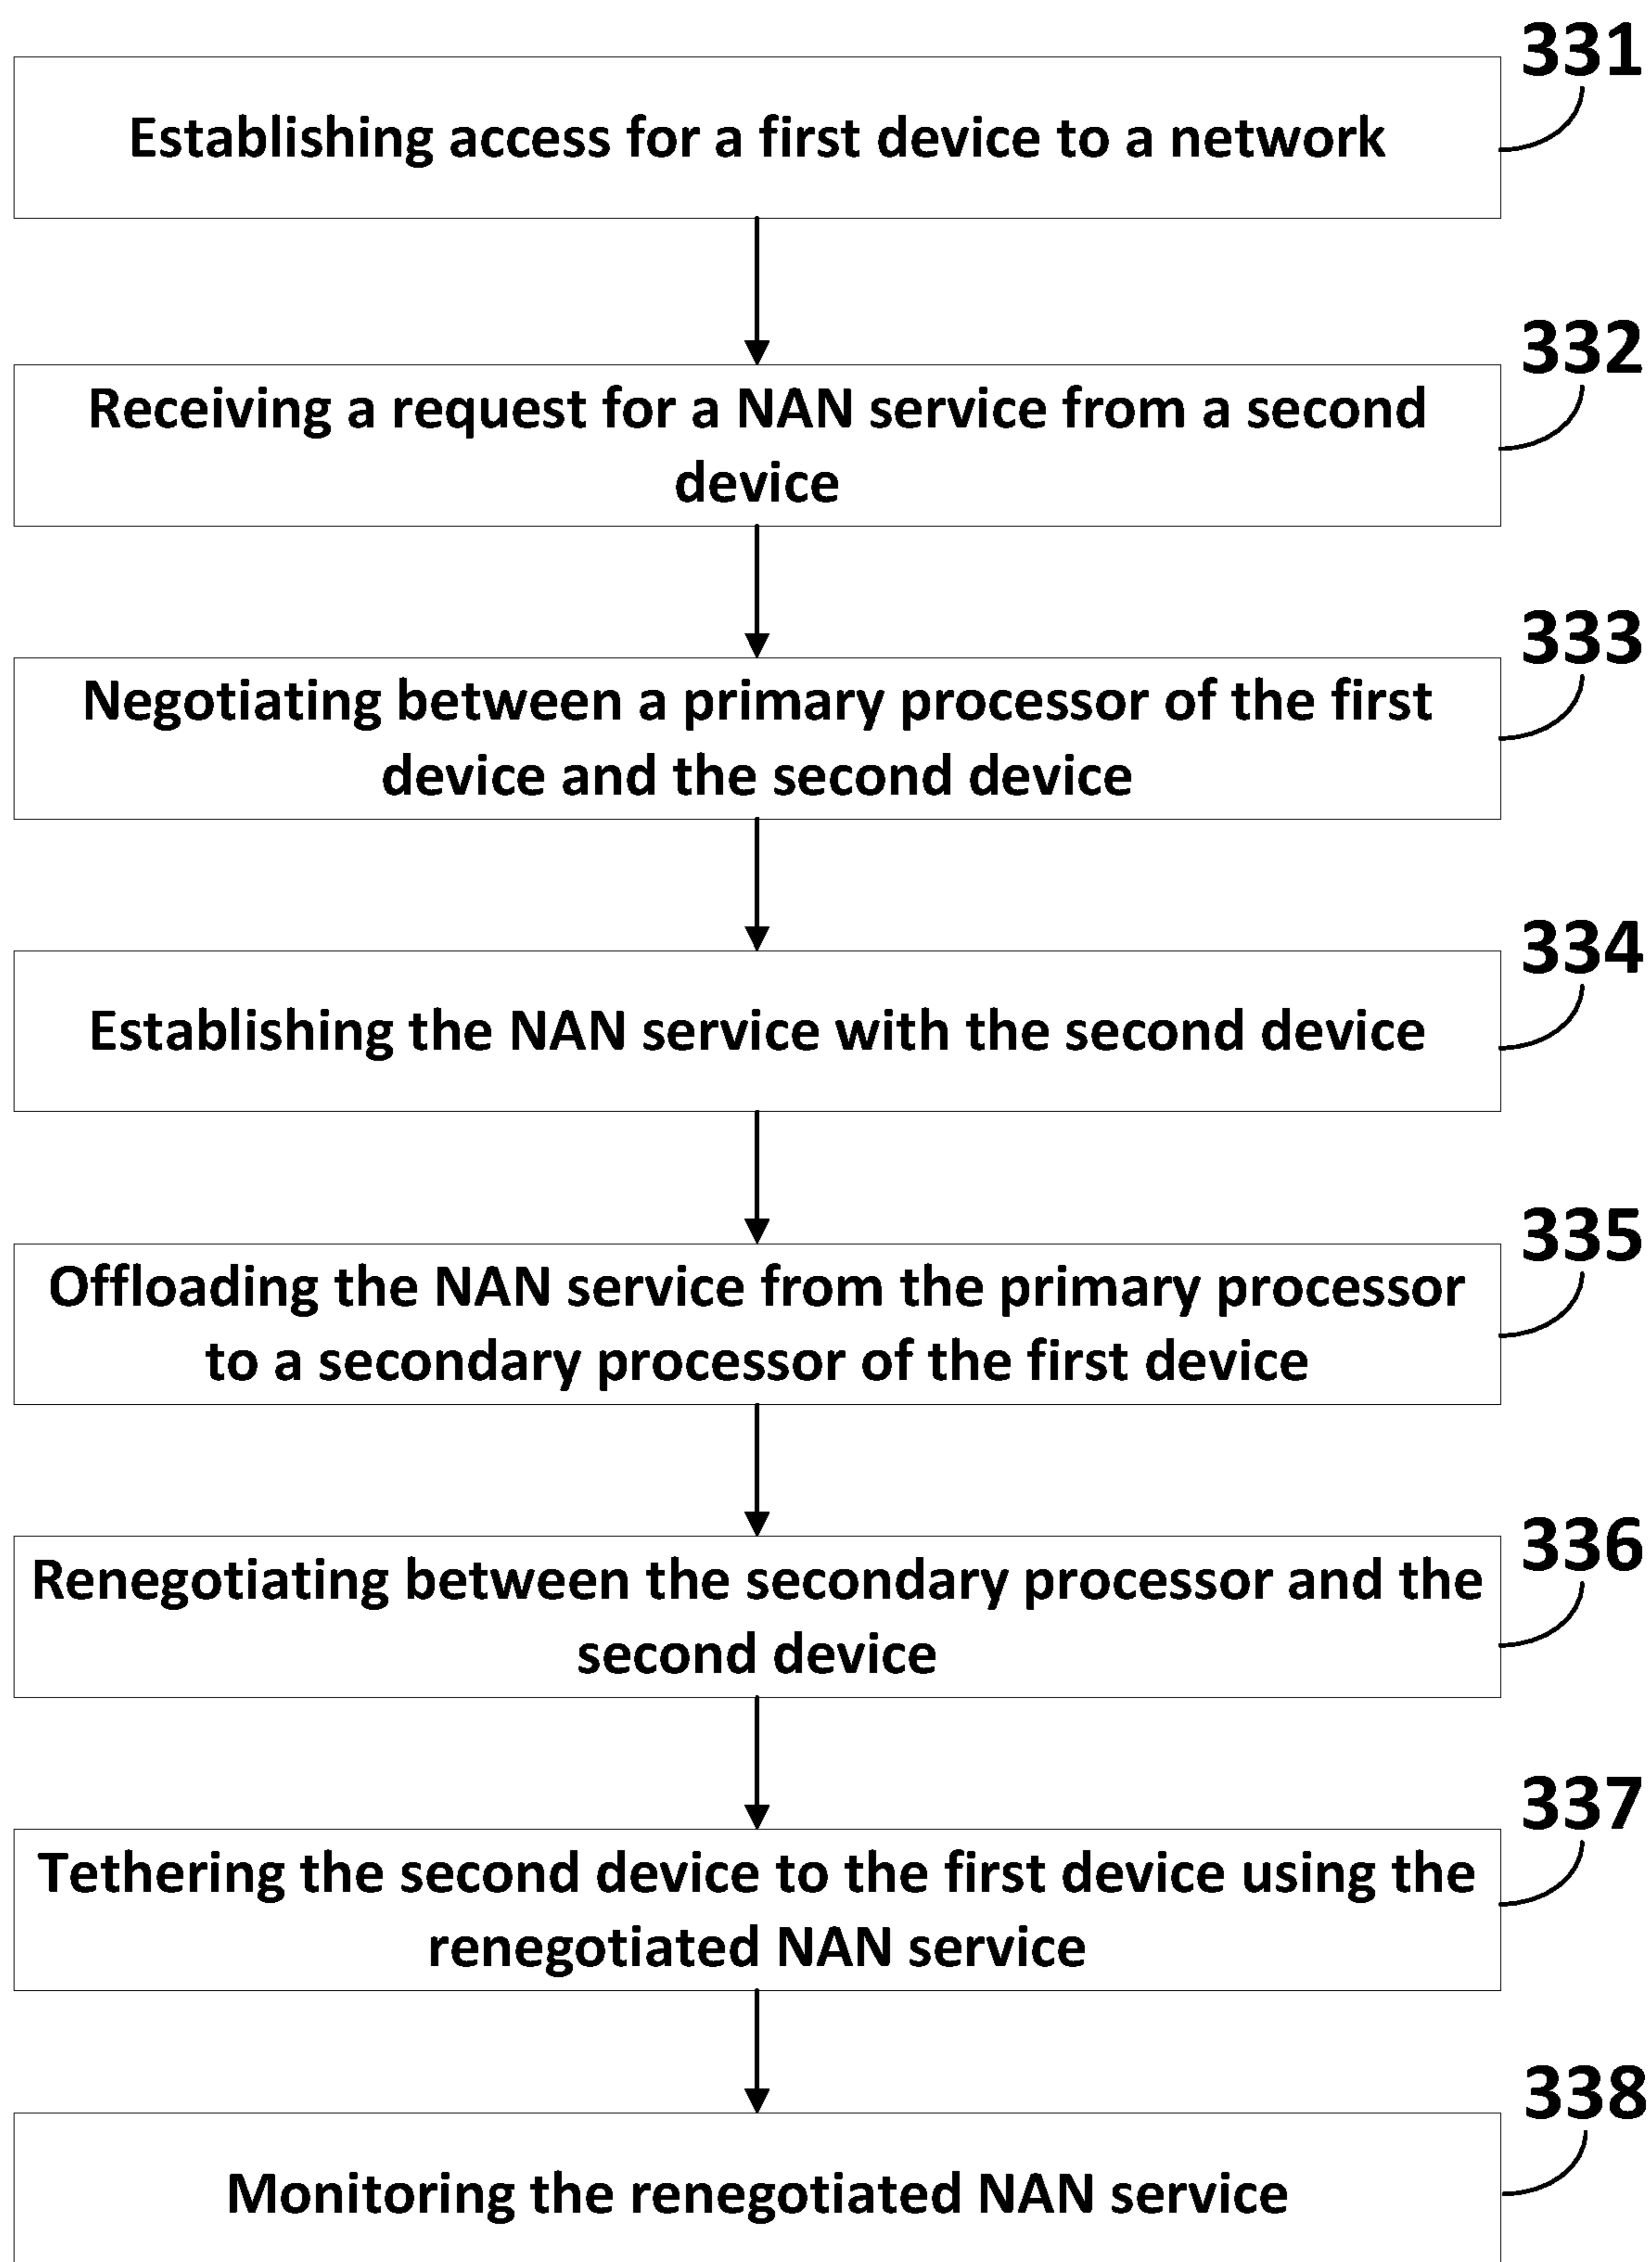 331
Establishing access for a first device to a network
332
Receiving a request for a NAN service from a second
device
333
Negotiating between a primary processor of the first
device and the second device
334
Establishing the NAN service with the second device
335
Offloading the NAN service from the primary processor
to a secondary processor of the first device
336
Renegotiating between the secondary processor and the
second device
337
Tethering the second device to the first device using the
renegotiated NAN service
338
Monitoring the renegotiated NAN service